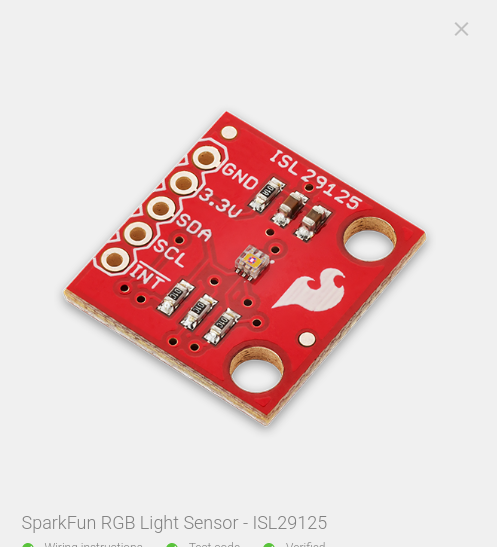 ISL29125
GND
3.3V
SDA
SCL
INT
SparkFun RGB Light Sensor - ISL29125
Wiring instructions Test code Verified